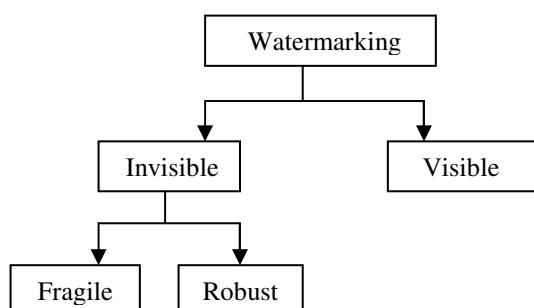 Watermarking
Invisible
Visible
Fragile
Robust